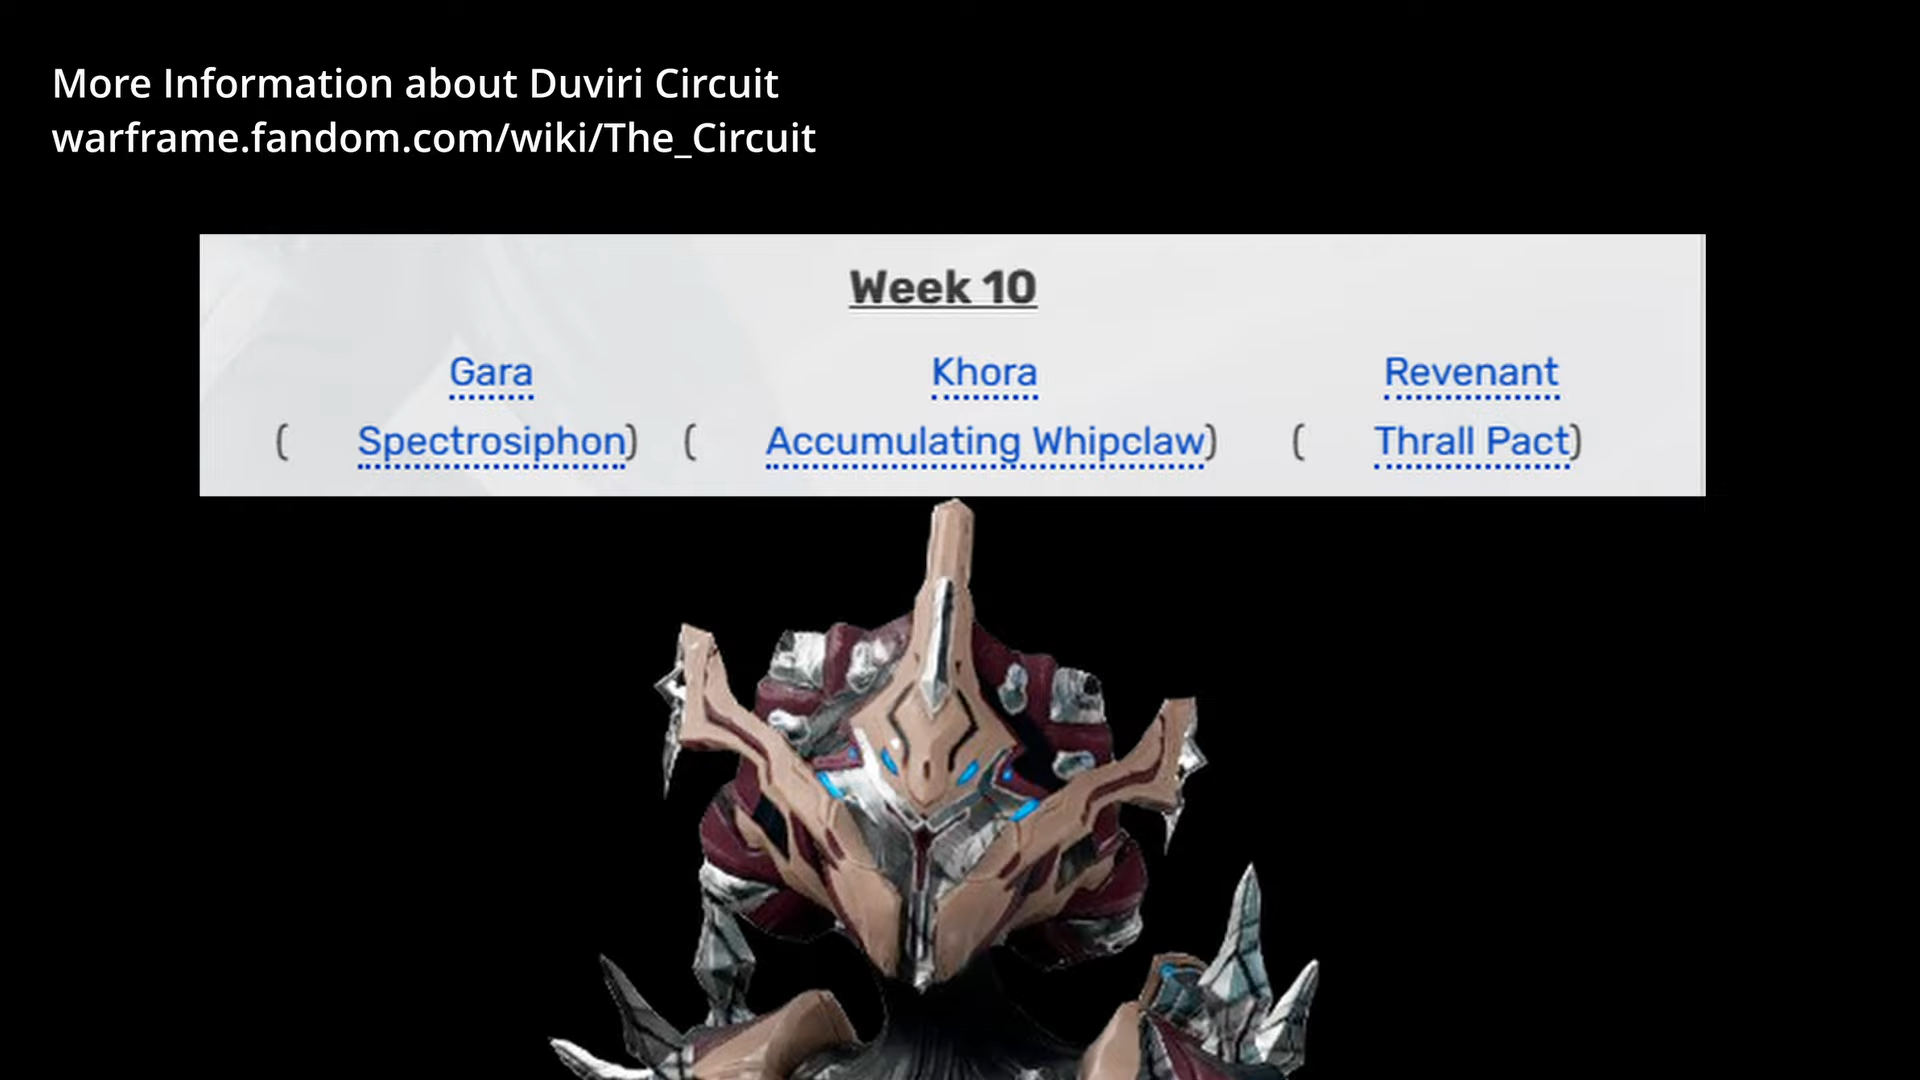 More Information about Duviri Circuit
warframe.fandom.com/wiki/The_Circuit
Week 10
Gara Khora Revenant
( Spectrosiphon) ( Accumulating Whipclaw) ( Thrall Pact)